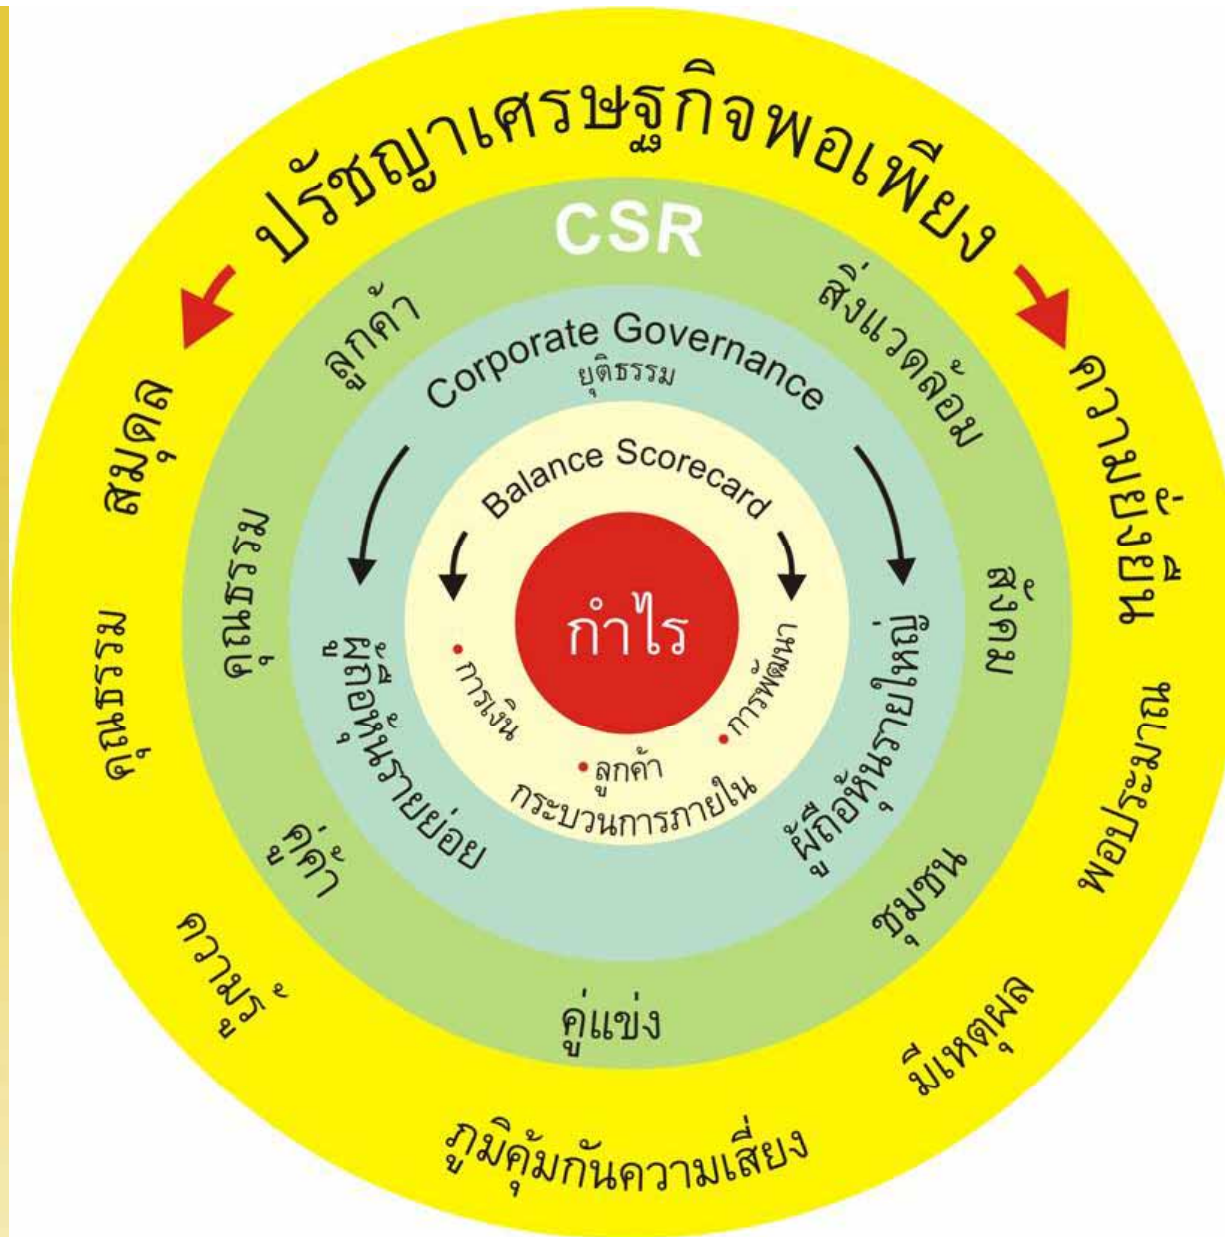 ปรัชญาเศรษฐกิจพอเพียง
สมดุล
ความยั่งยืน
คุณธรรม
พอประมาณ
ความรู้
มีเหตุผล
ภูมิคุ้มกันความเสี่ยง
CSR
ลูกค้า
สิ่งแวดล้อม
คุณธรรม
สังคม
คู่ค้า
ชุมชน
คู่แข่ง
Corporate Governance
ยุติธรรม
ผู้ถือหุ้นรายย่อย
ผู้ถือหุ้นรายใหญ่
Balance Scorecard
• การเงิน
• ลูกค้า
• การพัฒนา
กระบวนการภายใน
กำไร